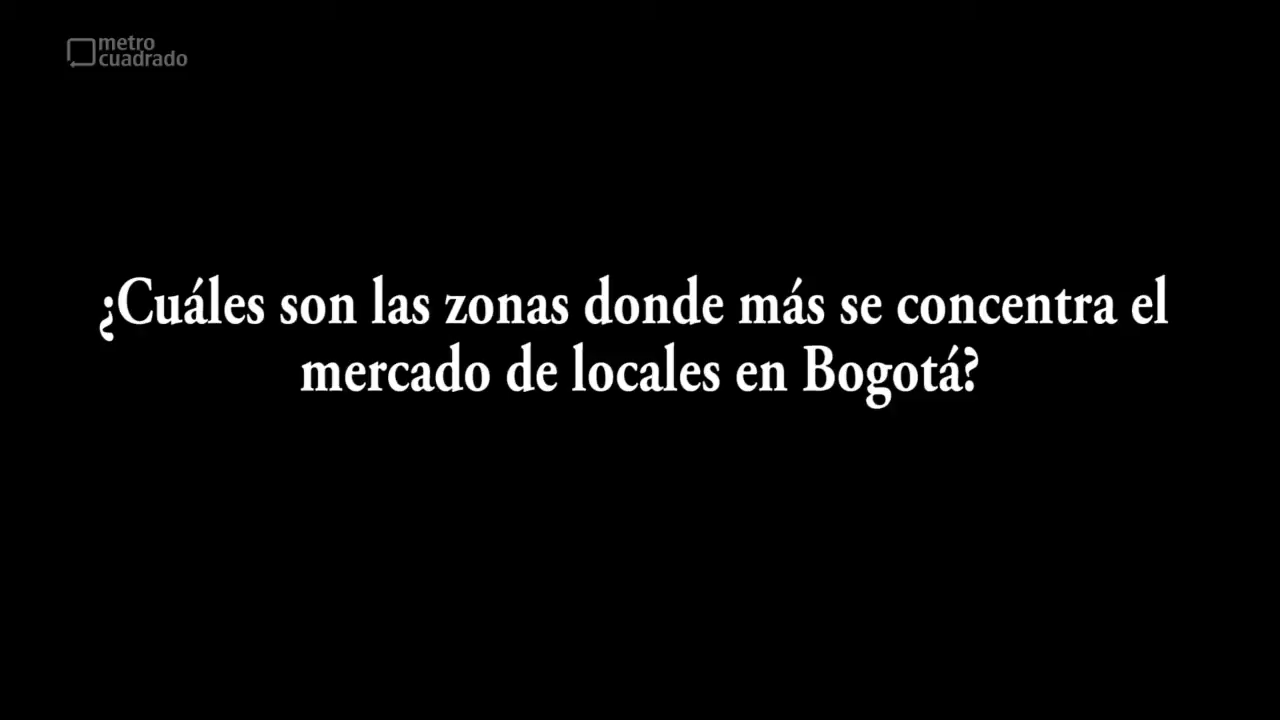 metro
cuadrado
¿Cuáles son las zonas donde más se concentra el
mercado de locales en Bogotá?